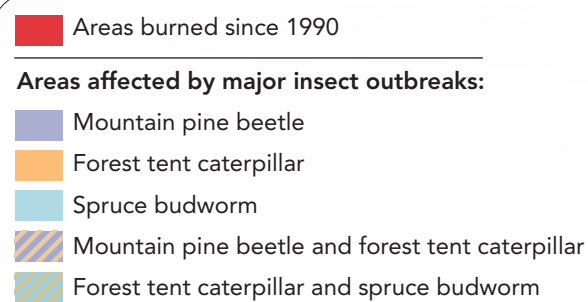 Areas burned since 1990
Areas affected by major insect outbreaks:
Mountain pine beetle
Forest tent caterpillar
Spruce budworm
Mountain pine beetle and forest tent caterpillar
Forest tent caterpillar and spruce budworm